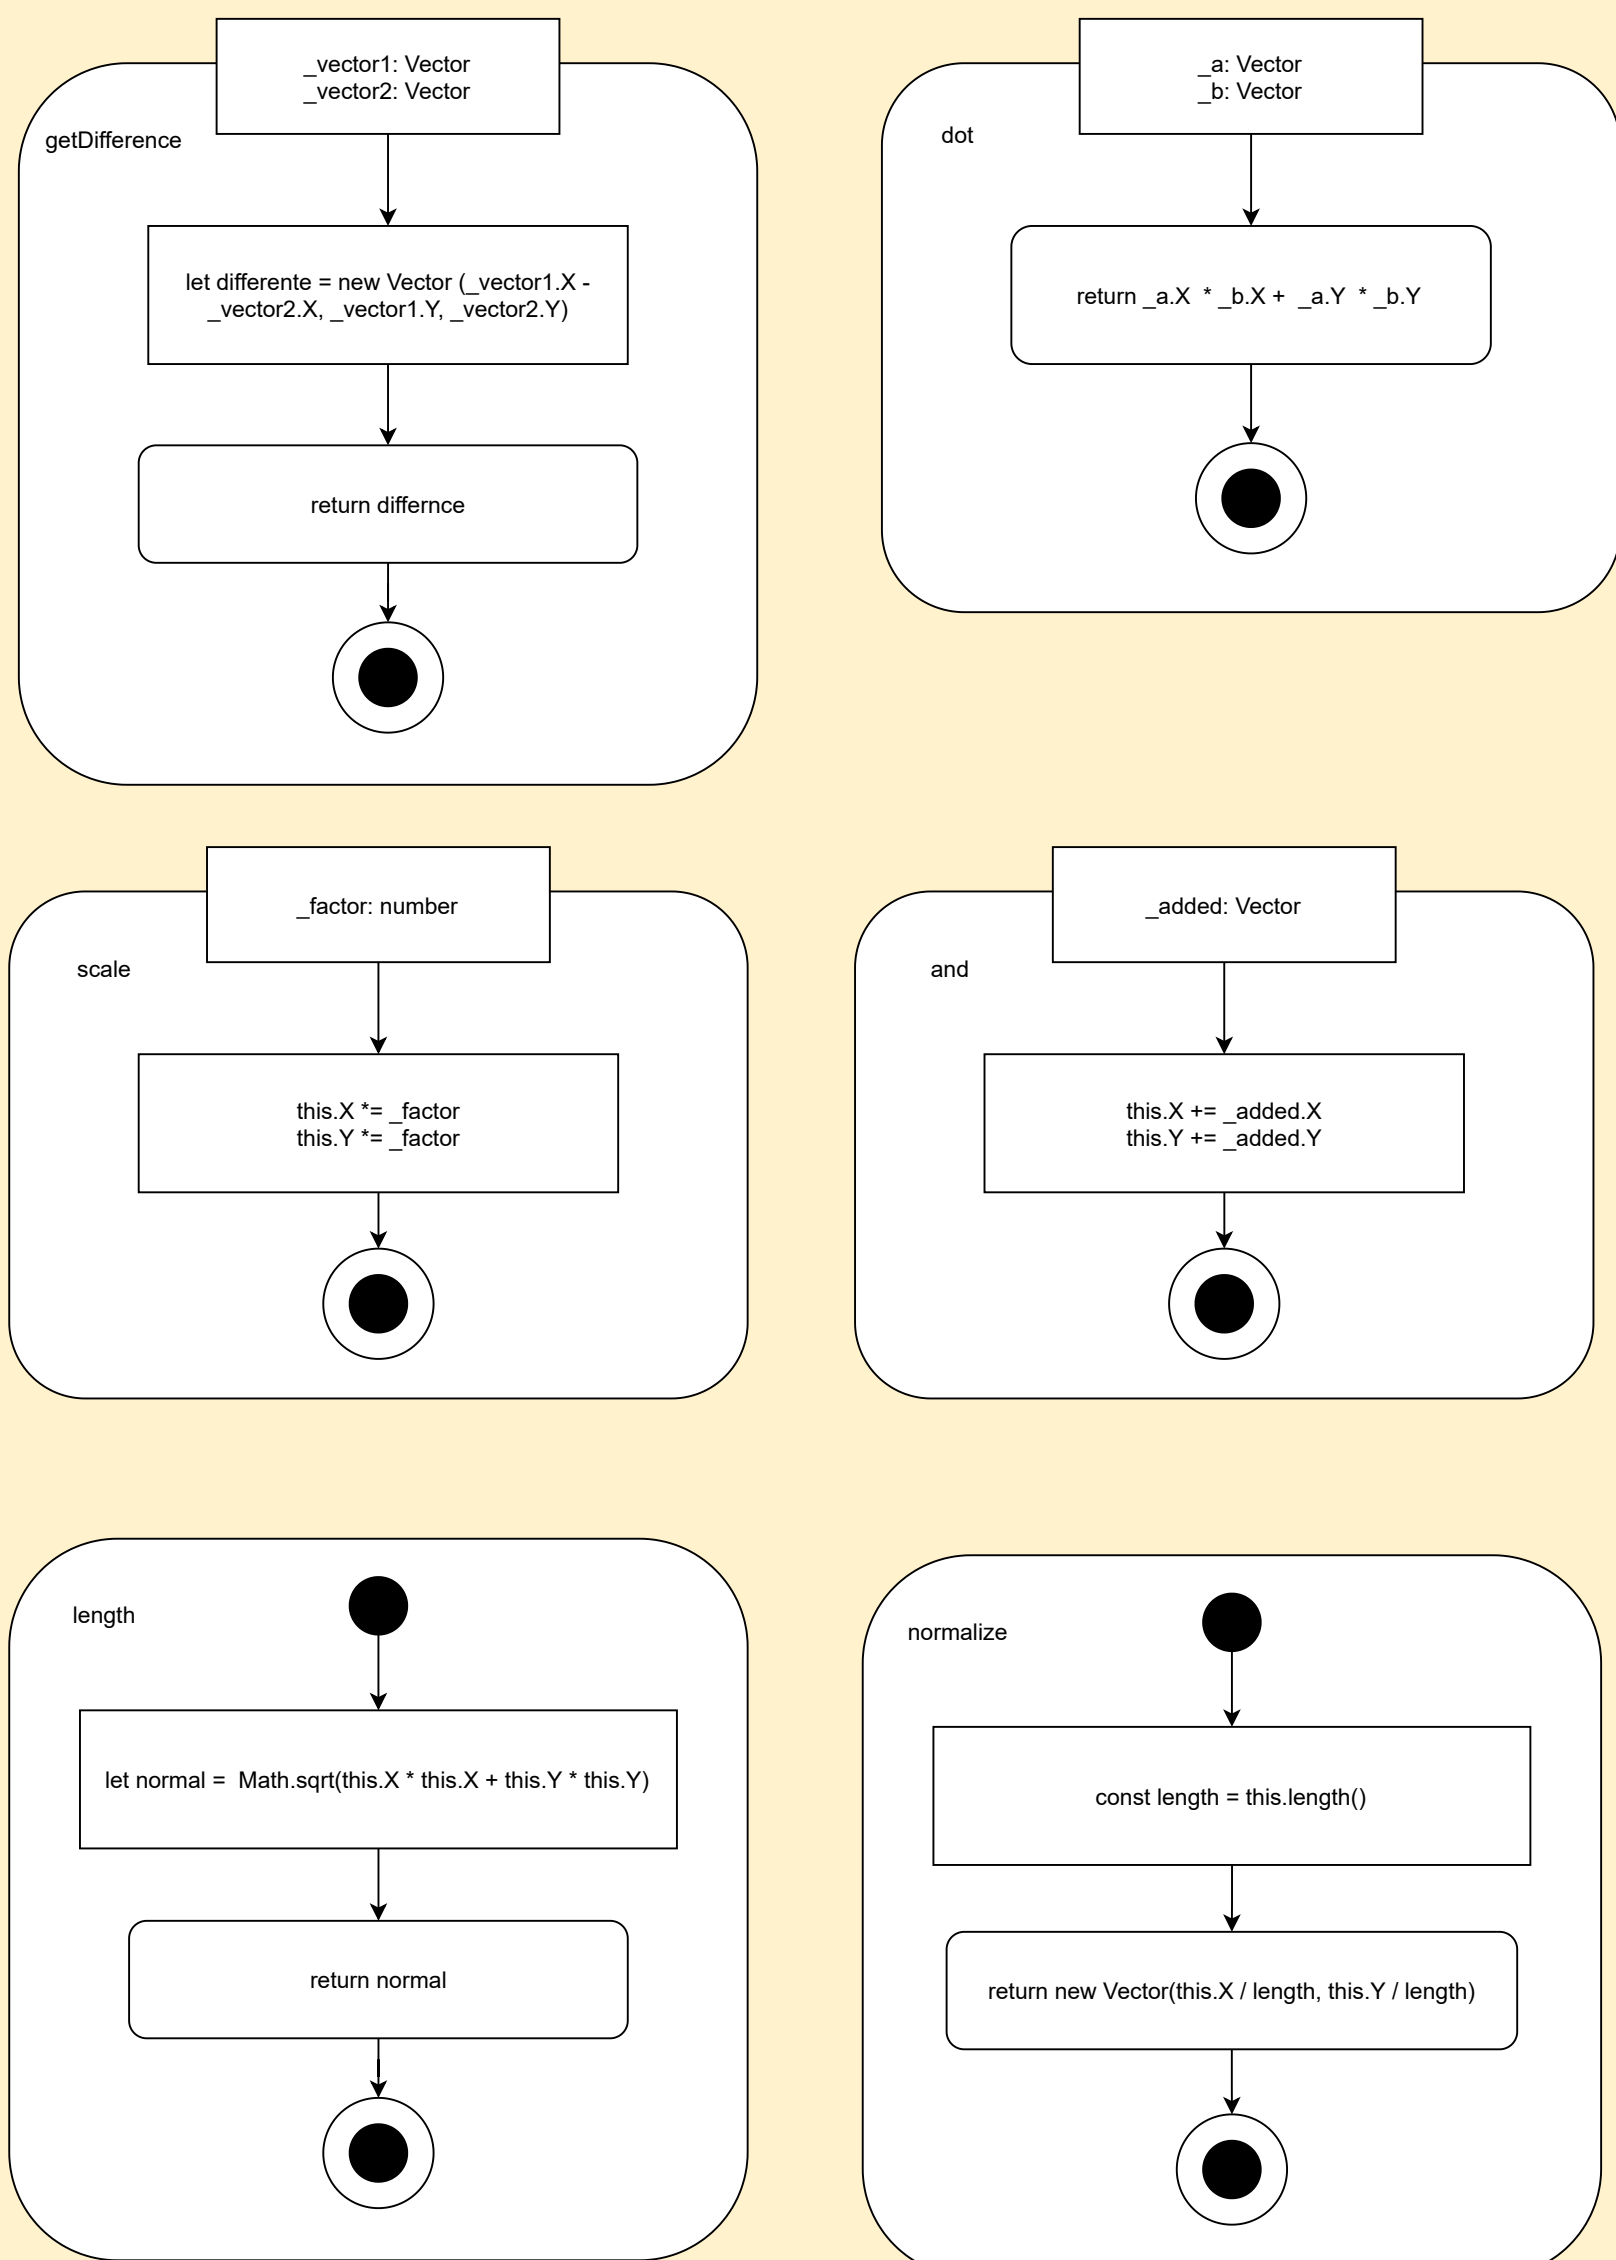 _vector1: Vector
_vector2: Vector
getDifference
let differente = new Vector (_vector1.X -
_vector2.X, _vector1.Y, _vector2.Y)
return differnce
_a: Vector
_b: Vector
dot
return _a.X  * _b.X +  _a.Y  * _b.Y
_factor: number
scale
this.X *= _factor
this.Y *= _factor
_added: Vector
and
this.X += _added.X
this.Y += _added.Y
length
let normal =  Math.sqrt(this.X * this.X + this.Y * this.Y)
return normal
normalize
const length = this.length()
return new Vector(this.X / length, this.Y / length)